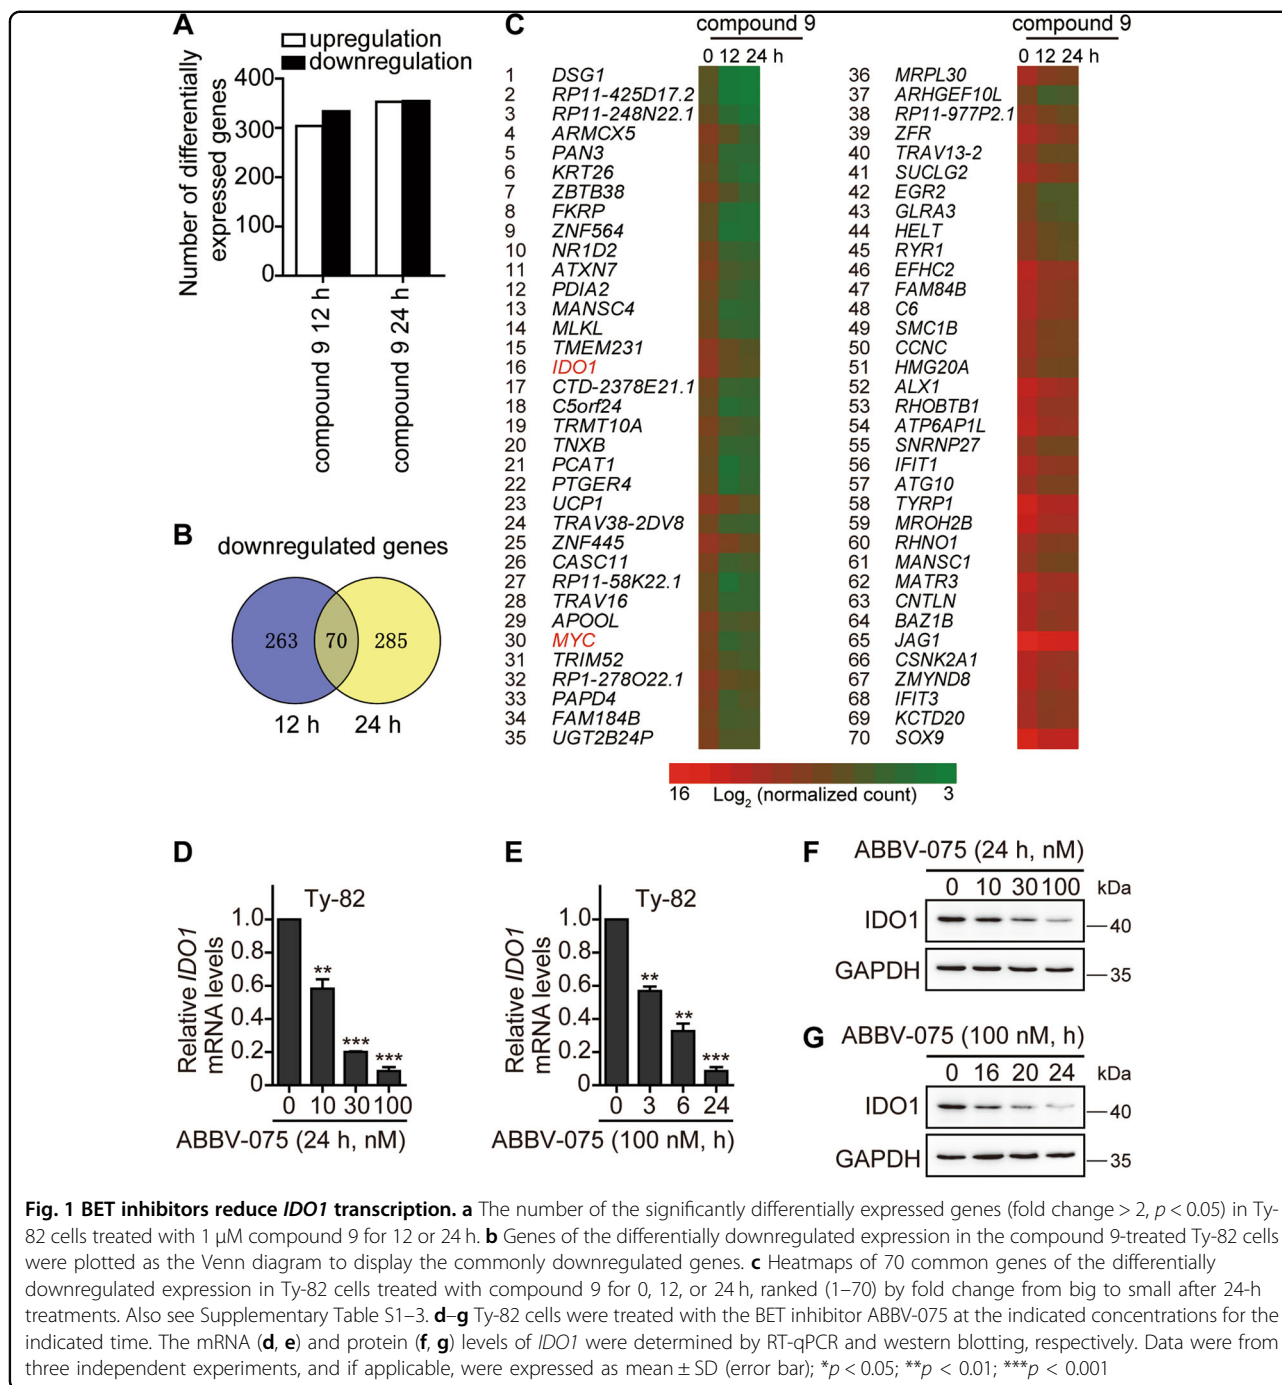 A
upregulation
downregulation
Number of differentially
expressed genes
400
300
200
100
0
compound 9 12 h
compound 9 24 h
B
downregulated genes
263
70
285
12 h
24 h
C
compound 9
0 12 24 h
1 DSG1
2 RP11-425D17.2
3 RP11-248N22.1
4 ARMCX5
5 PAN3
6 KRT26
7 ZBTB38
8 FKRP
9 ZNF564
10 NR1D2
11 ATXN7
12 PDIA2
13 MANSC4
14 MLKL
15 TMEM231
16 IDO1
17 CTD-2378E21.1
18 C5orf24
19 TRMT10A
20 TNXB
21 PCAT1
22 PTGER4
23 UCP1
24 TRAV38-2DV8
25 ZNF445
26 CASC11
27 RP11-58K22.1
28 TRAV16
29 APOOL
30 MYC
31 TRIM52
32 RP1-278O22.1
33 PAPD4
34 FAM184B
35 UGT2B24P
compound 9
0 12 24 h
36 MRPL30
37 ARHGEF10L
38 RP11-977P2.1
39 ZFR
40 TRAV13-2
41 SUCLG2
42 EGR2
43 GLRA3
44 HELT
45 RYR1
46 EFHC2
47 FAM84B
48 C6
49 SMC1B
50 CCNC
51 HMG20A
52 ALX1
53 RHOBTB1
54 ATP6AP1L
55 SNRNP27
56 IFIT1
57 ATG10
58 TYRP1
59 MROH2B
60 RHNO1
61 MANSC1
62 MATR3
63 CNTLN
64 BAZ1B
65 JAG1
66 CSNK2A1
67 ZMYND8
68 IFIT3
69 KCTD20
70 SOX9
16 Log2 (normalized count) 3
D
Ty-82
Relative IDO1
mRNA levels
1.0
0.8
0.6
0.4
0.2
0
**
***
***
0 10 30 100
ABBV-075 (24 h, nM)
E
Ty-82
Relative IDO1
mRNA levels
1.0
0.8
0.6
0.4
0.2
0
**
**
***
0 3 6 24
ABBV-075 (100 nM, h)
F
ABBV-075 (24 h, nM)
0 10 30 100 kDa
IDO1 40
GAPDH 35
G
ABBV-075 (100 nM, h)
0 16 20 24 kDa
IDO1 40
GAPDH 35
Fig. 1 BET inhibitors reduce IDO1 transcription. a The number of the significantly differentially expressed genes (fold change > 2, p < 0.05) in Ty-
82 cells treated with 1 μM compound 9 for 12 or 24 h. b Genes of the differentially downregulated expression in the compound 9-treated Ty-82 cells
were plotted as the Venn diagram to display the commonly downregulated genes. c Heatmaps of 70 common genes of the differentially
downregulated expression in Ty-82 cells treated with compound 9 for 0, 12, or 24 h, ranked (1–70) by fold change from big to small after 24-h
treatments. Also see Supplementary Table S1–3. d–g Ty-82 cells were treated with the BET inhibitor ABBV-075 at the indicated concentrations for the
indicated time. The mRNA (d, e) and protein (f, g) levels of IDO1 were determined by RT-qPCR and western blotting, respectively. Data were from
three independent experiments, and if applicable, were expressed as mean ± SD (error bar); *p < 0.05; **p < 0.01; ***p < 0.001